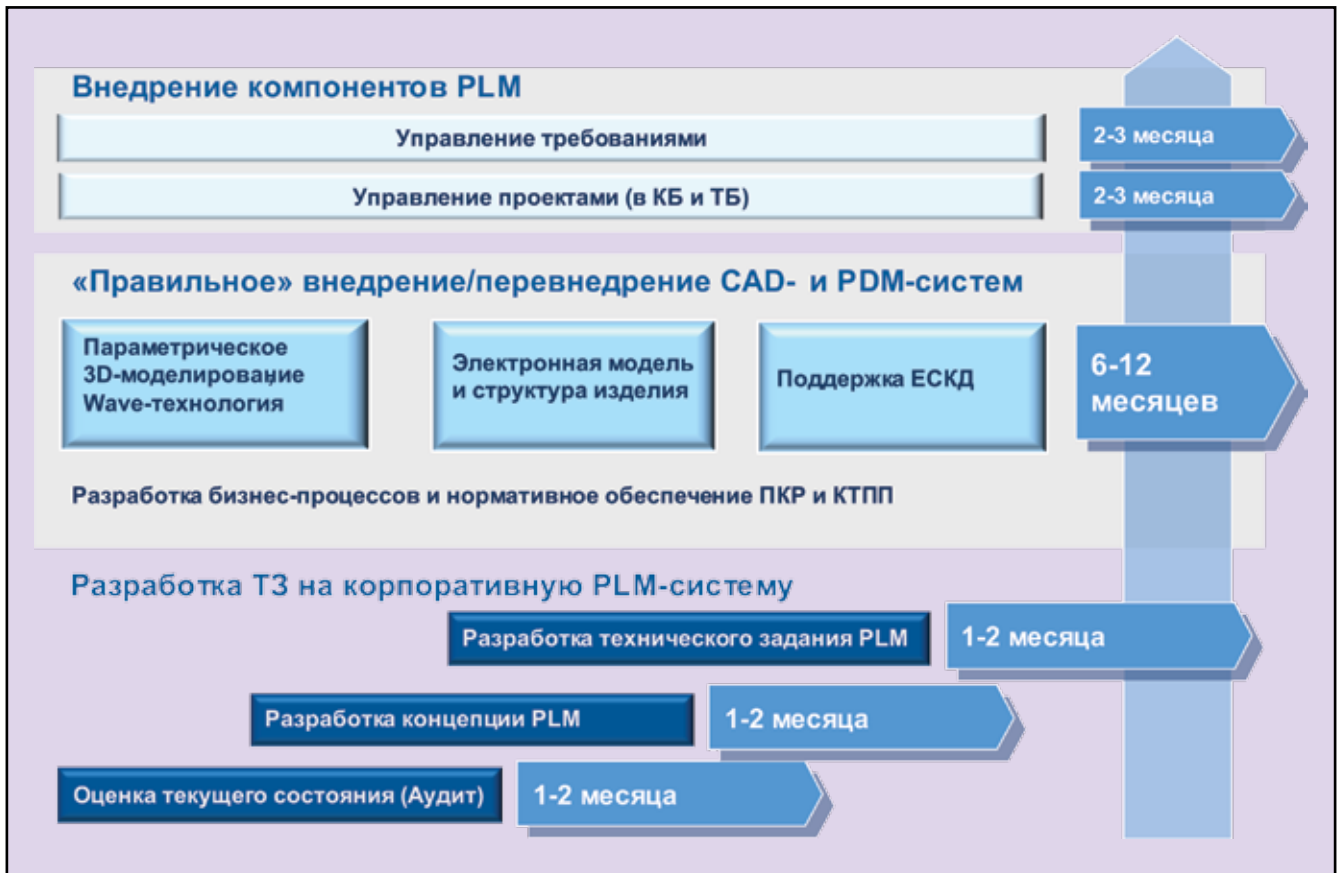 Внедрение компонентов PLM
Управление требованиями
2-3 месяца
Управление проектами (в КБ и ТБ)
2-3 месяца
«Правильное» внедрение/перевнедрение CAD- и PDM-систем
Параметрическое
3D-моделирование
Wave-технология
Электронная модель
и структура изделия
Поддержка ЕСКД
6-12
месяцев
Разработка бизнес-процессов и нормативное обеспечение ПКР и КТПП
Разработка ТЗ на корпоративную PLM-систему
Разработка технического задания PLM
1-2 месяца
Разработка концепции PLM
1-2 месяца
Оценка текущего состояния (Аудит)
1-2 месяца